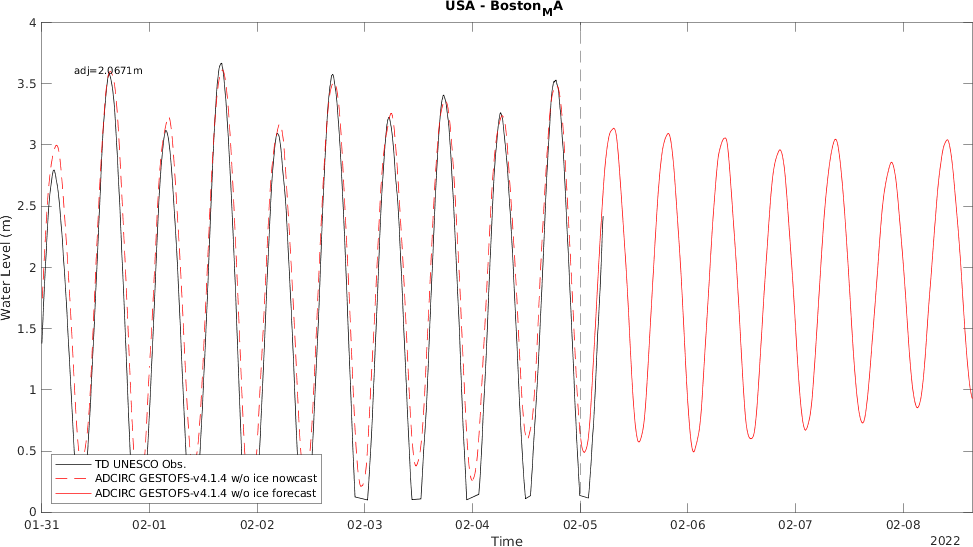 USA - Boston_MA
4
3.5
3
2.5
2
1.5
1
0.5
0
Water Level (m)
adj=2.0671m
TD UNESCO Obs.
ADCIRC GESTOFS-v4.1.4 w/o ice nowcast
ADCIRC GESTOFS-v4.1.4 w/o ice forecast
01-31 02-01 02-02 02-03 02-04 02-05 02-06 02-07 02-08
Time
2022